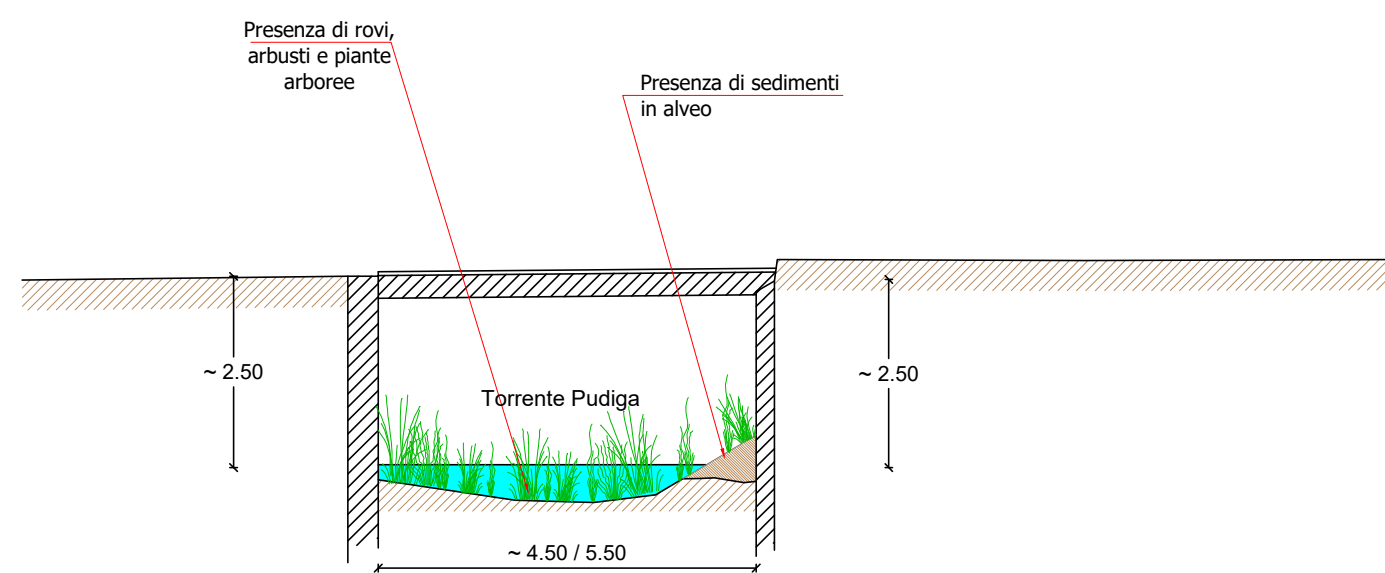 Presenza di rovi,
arbusti e piante
arboree
Presenza di sedimenti
in alveo
~ 2.50
~ 2.50
Torrente Pudiga
~ 4.50 / 5.50